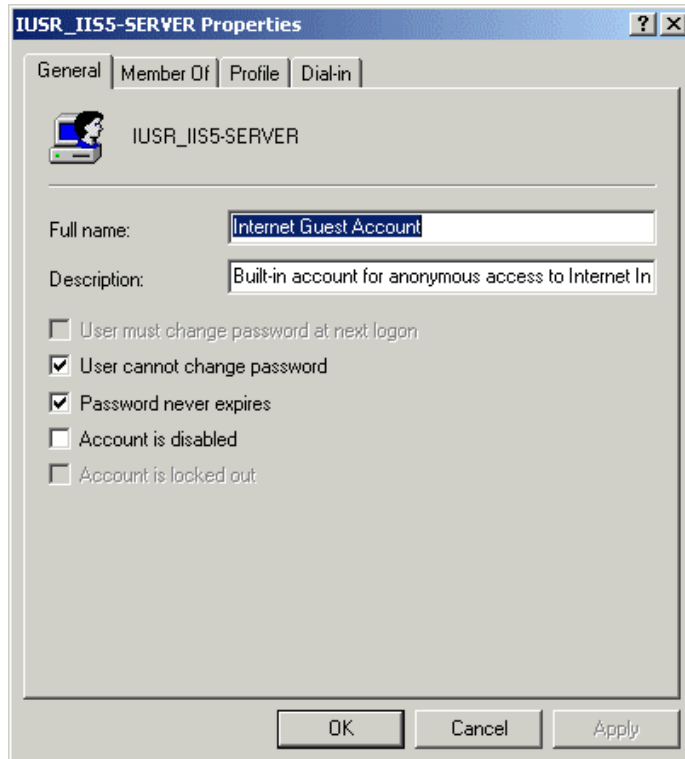 IUSR_IIS5-SERVER Properties
General Member Of Profile Dial-in
IUSR_IIS5-SERVER
Full name: Internet Guest Account
Description: Built-in account for anonymous access to Internet In
User must change password at next logon
User cannot change password
Password never expires
Account is disabled
Account is locked out
OK Cancel Apply